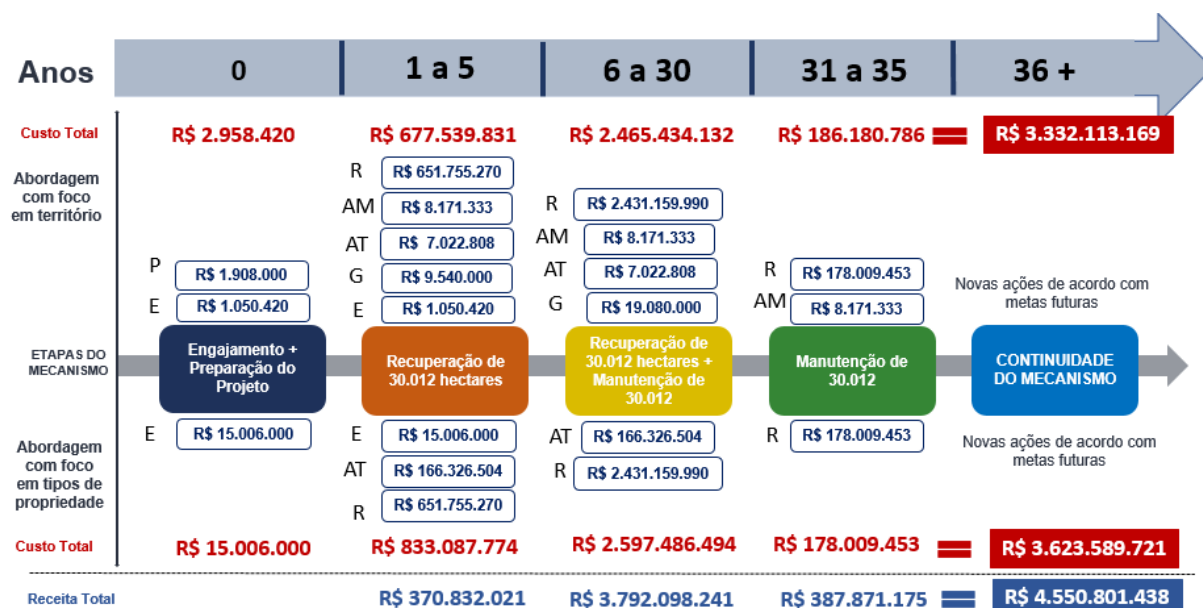 Anos 0 1 a 5 6 a 30 31 a 35 36 +
Custo Total R$ 2.958.420 R$ 677.539.831 R$ 2.465.434.132 R$ 186.180.786 = R$ 3.332.113.169
Abordagem
com foco
em território
P R$ 1.908.000
E R$ 1.050.420
R R$ 651.755.270
AM R$ 8.171.333
AT R$ 7.022.808
G R$ 9.540.000
E R$ 1.050.420
R R$ 2.431.159.990
AM R$ 8.171.333
AT R$ 7.022.808
G R$ 19.080.000
R R$ 178.009.453
AM R$ 8.171.333
Novas ações de acordo com
metas futuras
ETAPAS DO
MECANISMO
Engajamento +
Preparação do
Projeto
Recuperação de
30.012 hectares
Recuperação de
30.012 hectares +
Manutenção de
30.012
Manutenção de
30.012
CONTINUIDADE
DO MECANISMO
Abordagem
com foco
em tipos de
propriedade
E R$ 15.006.000
E R$ 15.006.000
AT R$ 166.326.504
R R$ 651.755.270
AT R$ 166.326.504
R R$ 2.431.159.990
R R$ 178.009.453
Novas ações de acordo com
metas futuras
Custo Total R$ 15.006.000 R$ 833.087.774 R$ 2.597.486.494 R$ 178.009.453 = R$ 3.623.589.721
Receita Total R$ 370.832.021 R$ 3.792.098.241 R$ 387.871.175 = R$ 4.550.801.438